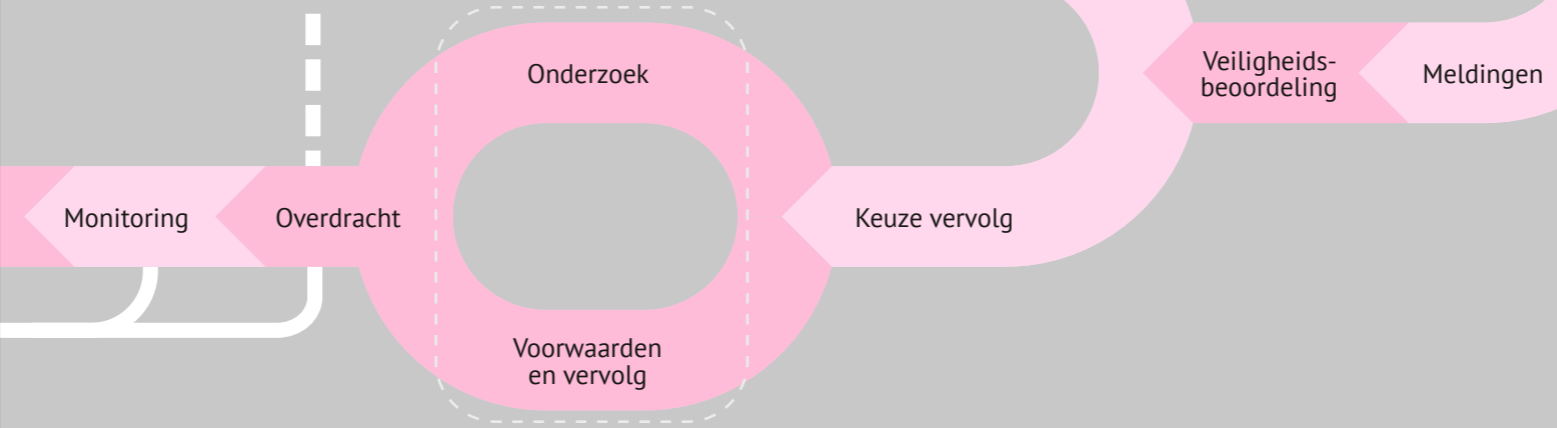 Onderzoek
Veiligheids-
beoordeling
Meldingen
Monitoring
Overdracht
Keuze vervolg
Voorwaarden
en vervolg